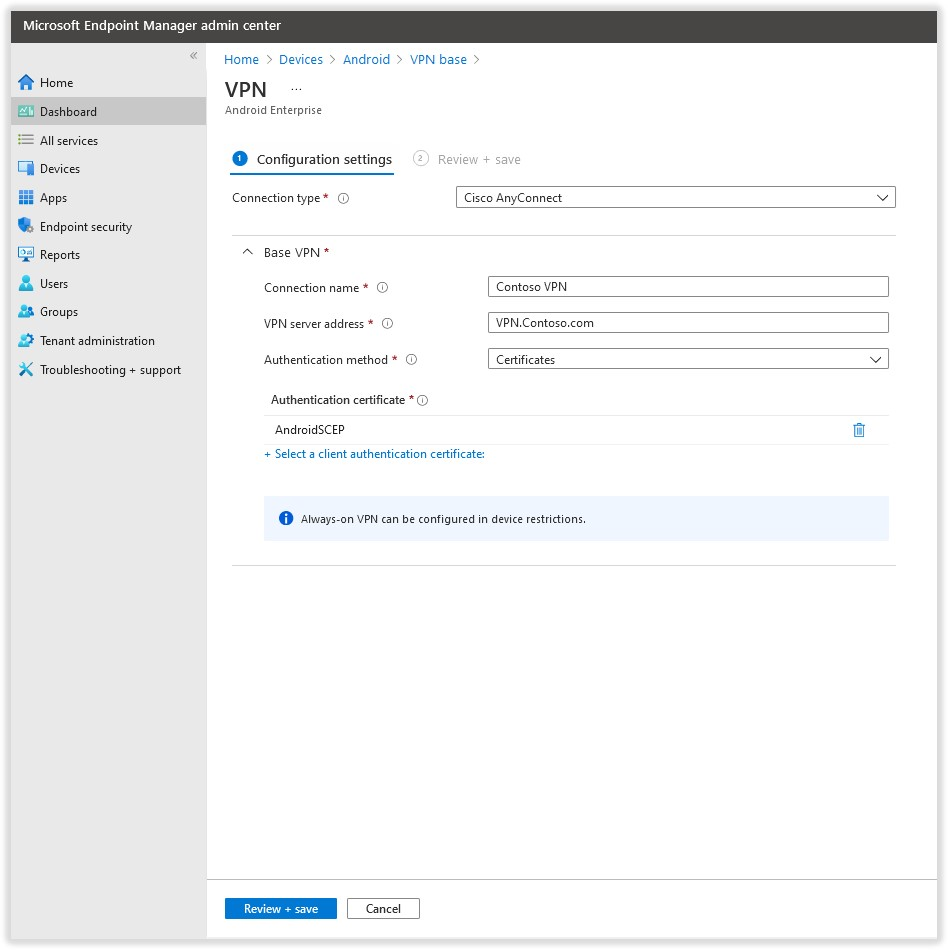 Microsoft Endpoint Manager admin center
«
Home
Dashboard
All services
Devices
Apps
Endpoint security
Reports
Users
Groups
Tenant administration
Troubleshooting + support
Home > Devices > Android > VPN base >
VPN ...
Android Enterprise
1 Configuration settings 2 Review + save
Connection type * Cisco AnyConnect
Base VPN *
Connection name * Contoso VPN
VPN server address * VPN.Contoso.com
Authentication method * Certificates
Authentication certificate *
AndroidSCEP
+ Select a client authentication certificate:
Always-on VPN can be configured in device restrictions.
Review + save Cancel